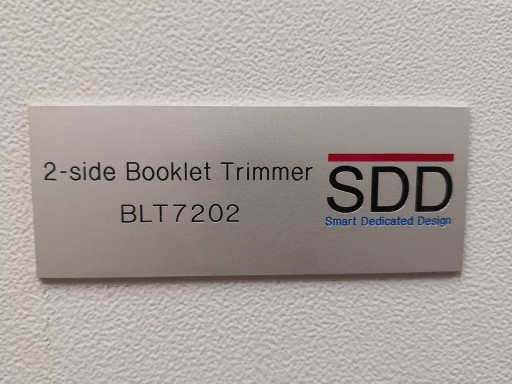 2-side Booklet Trimmer
BLT7202
SDD
Smart Dedicated Design